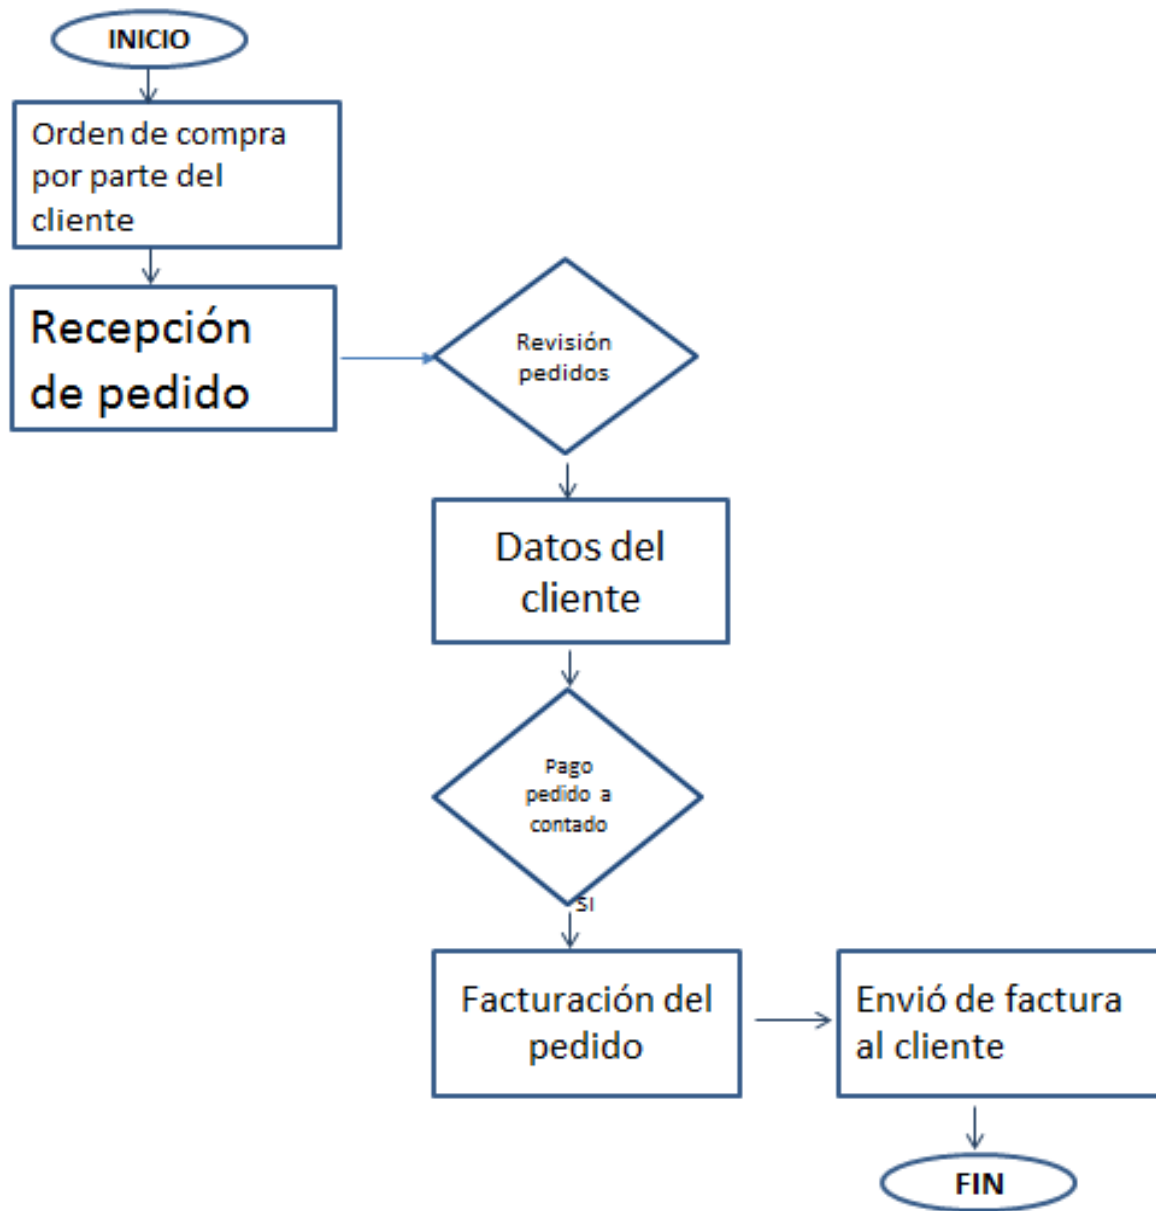 INICIO
Orden de compra
por parte del
cliente
Recepción
de pedido
Revisión
pedidos
Datos del
cliente
Pago
pedido a
contado
SI
Facturación del
pedido
Envió de factura
al cliente
FIN